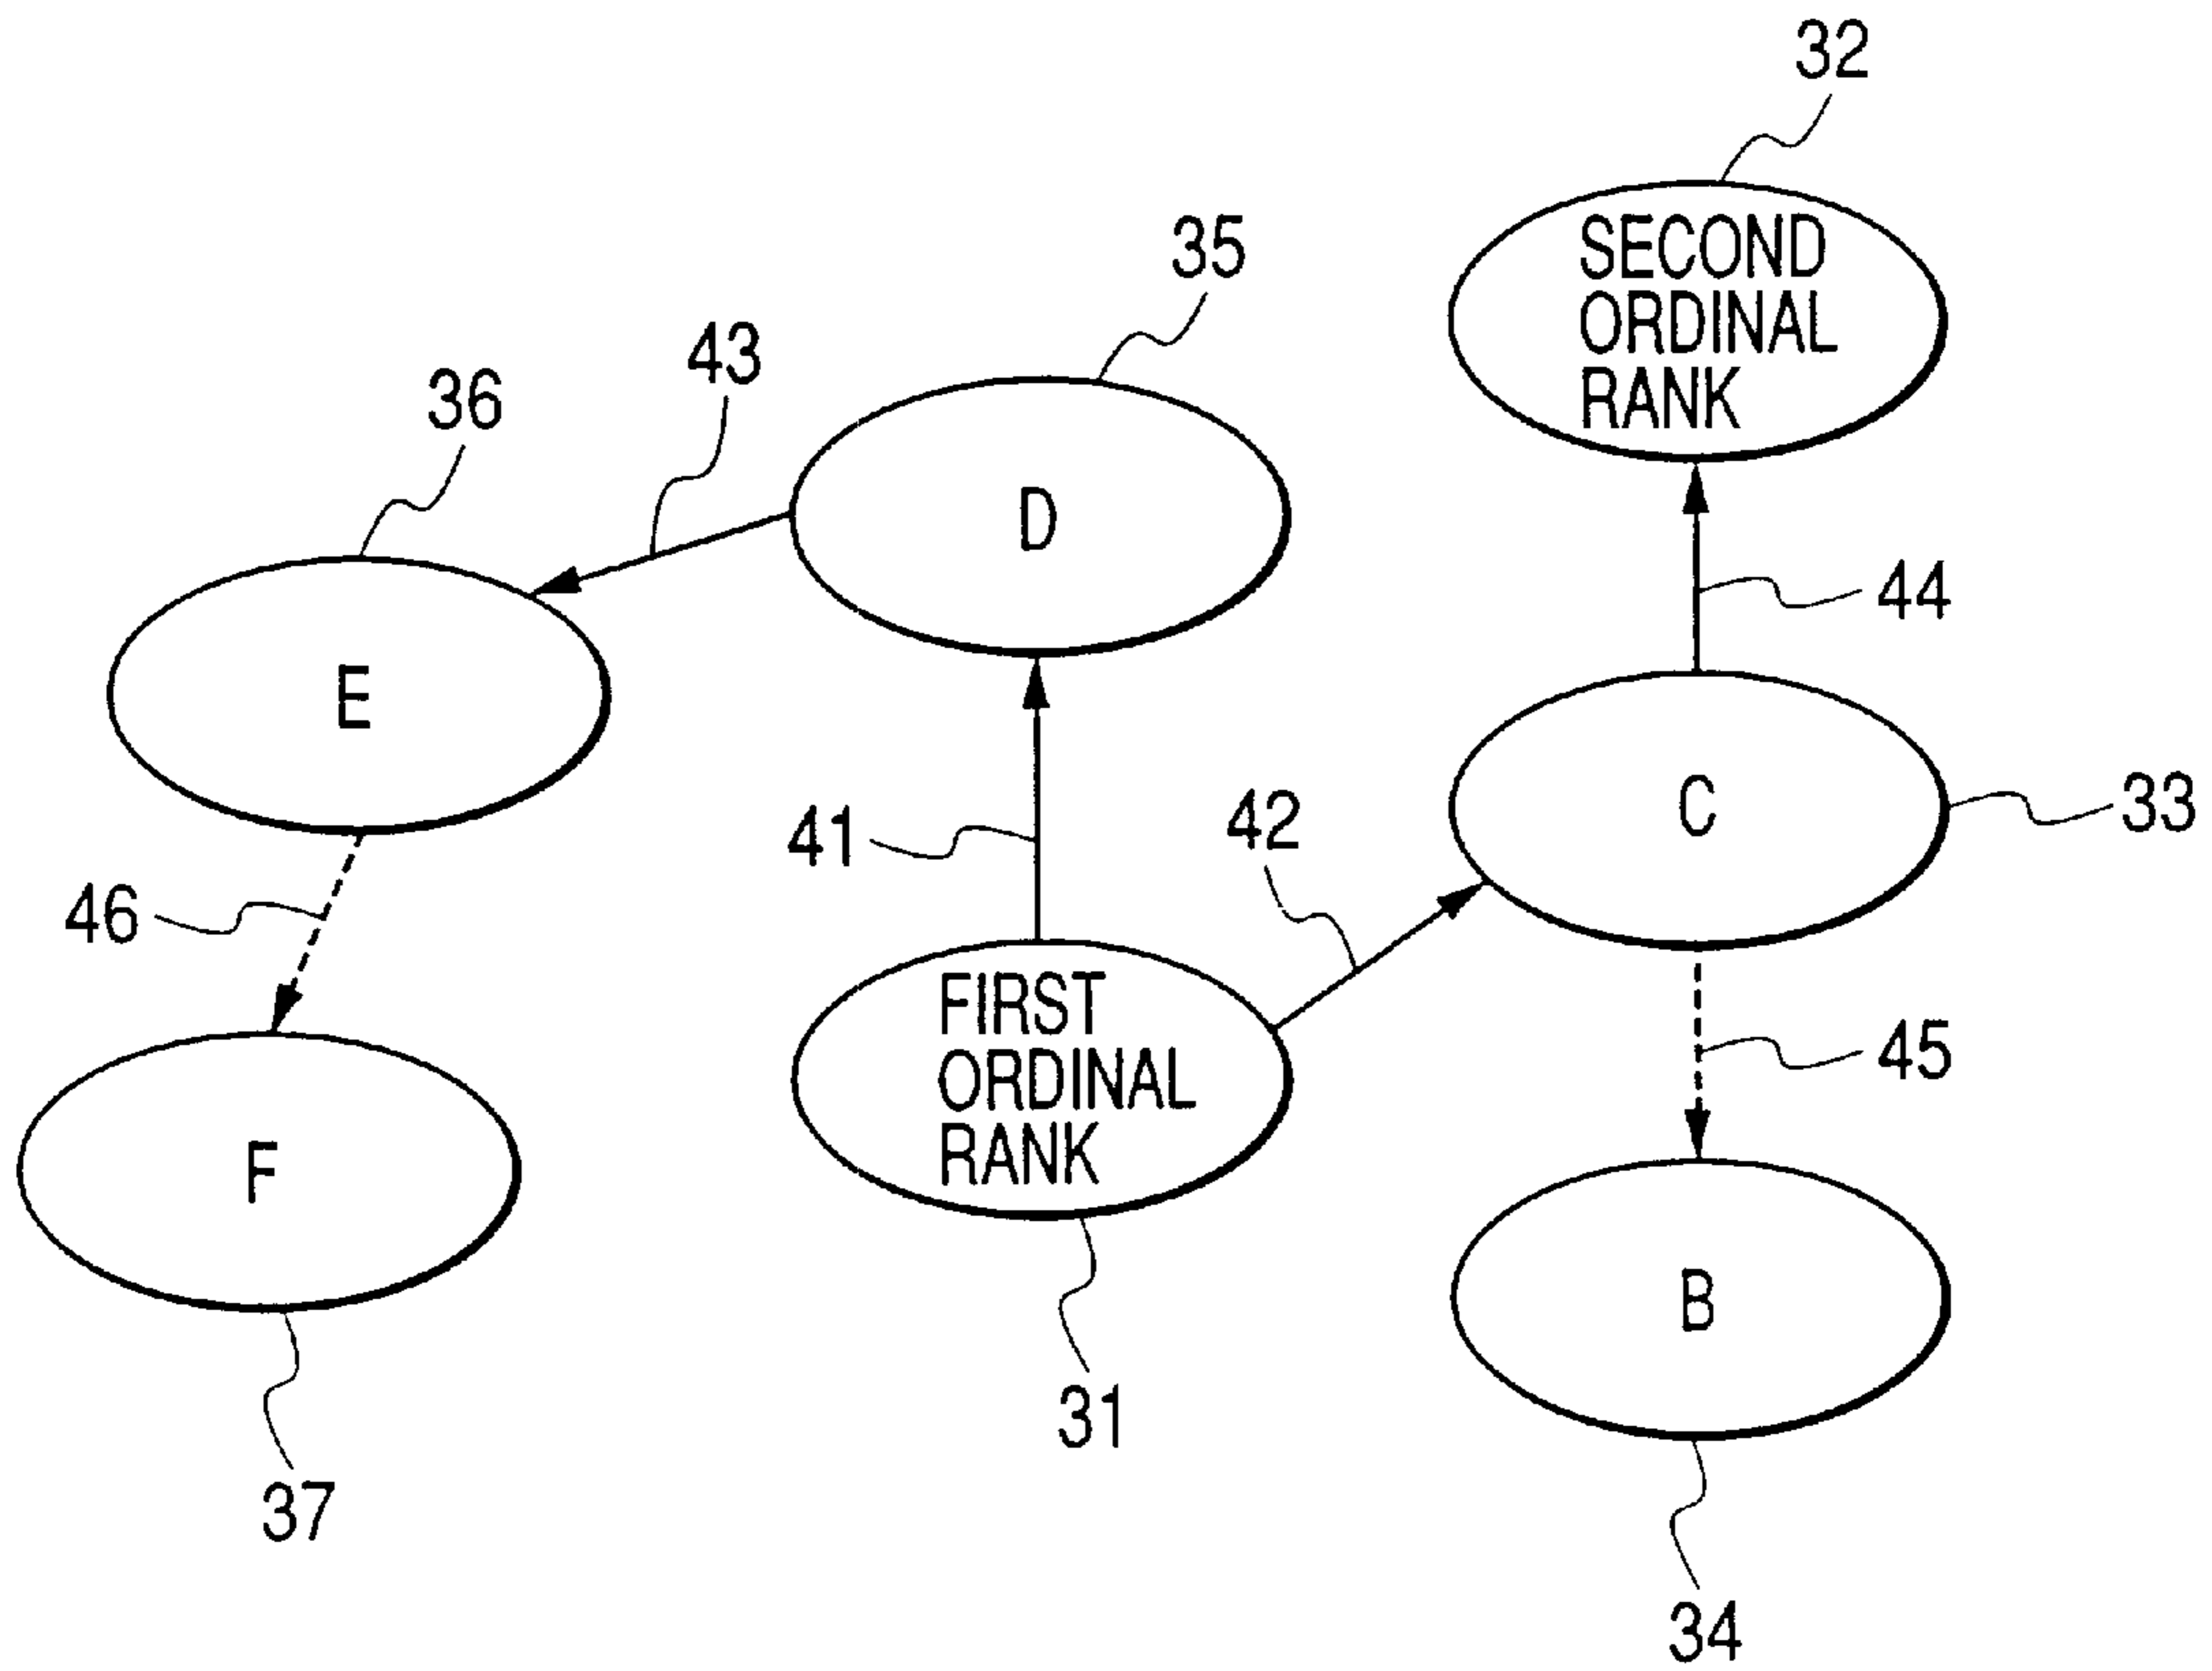 32
SECOND
ORDINAL
RANK
35
43
36
D
44
E
C
33
42
41
46
45
FIRST
ORDINAL
RANK
F
B
31
37
34